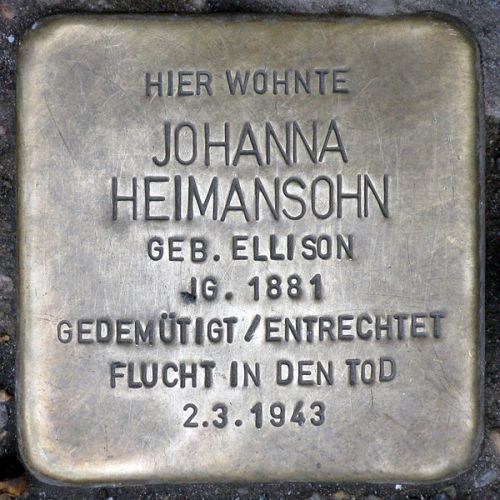 HIER WOHNTE
JOHANNA
HEIMANSOHN
GEB. ELLISON
JG. 1881
GEDEMÜTIGT/ENTRECHTET
FLUCHT IN DEN TOD
2.3.1943